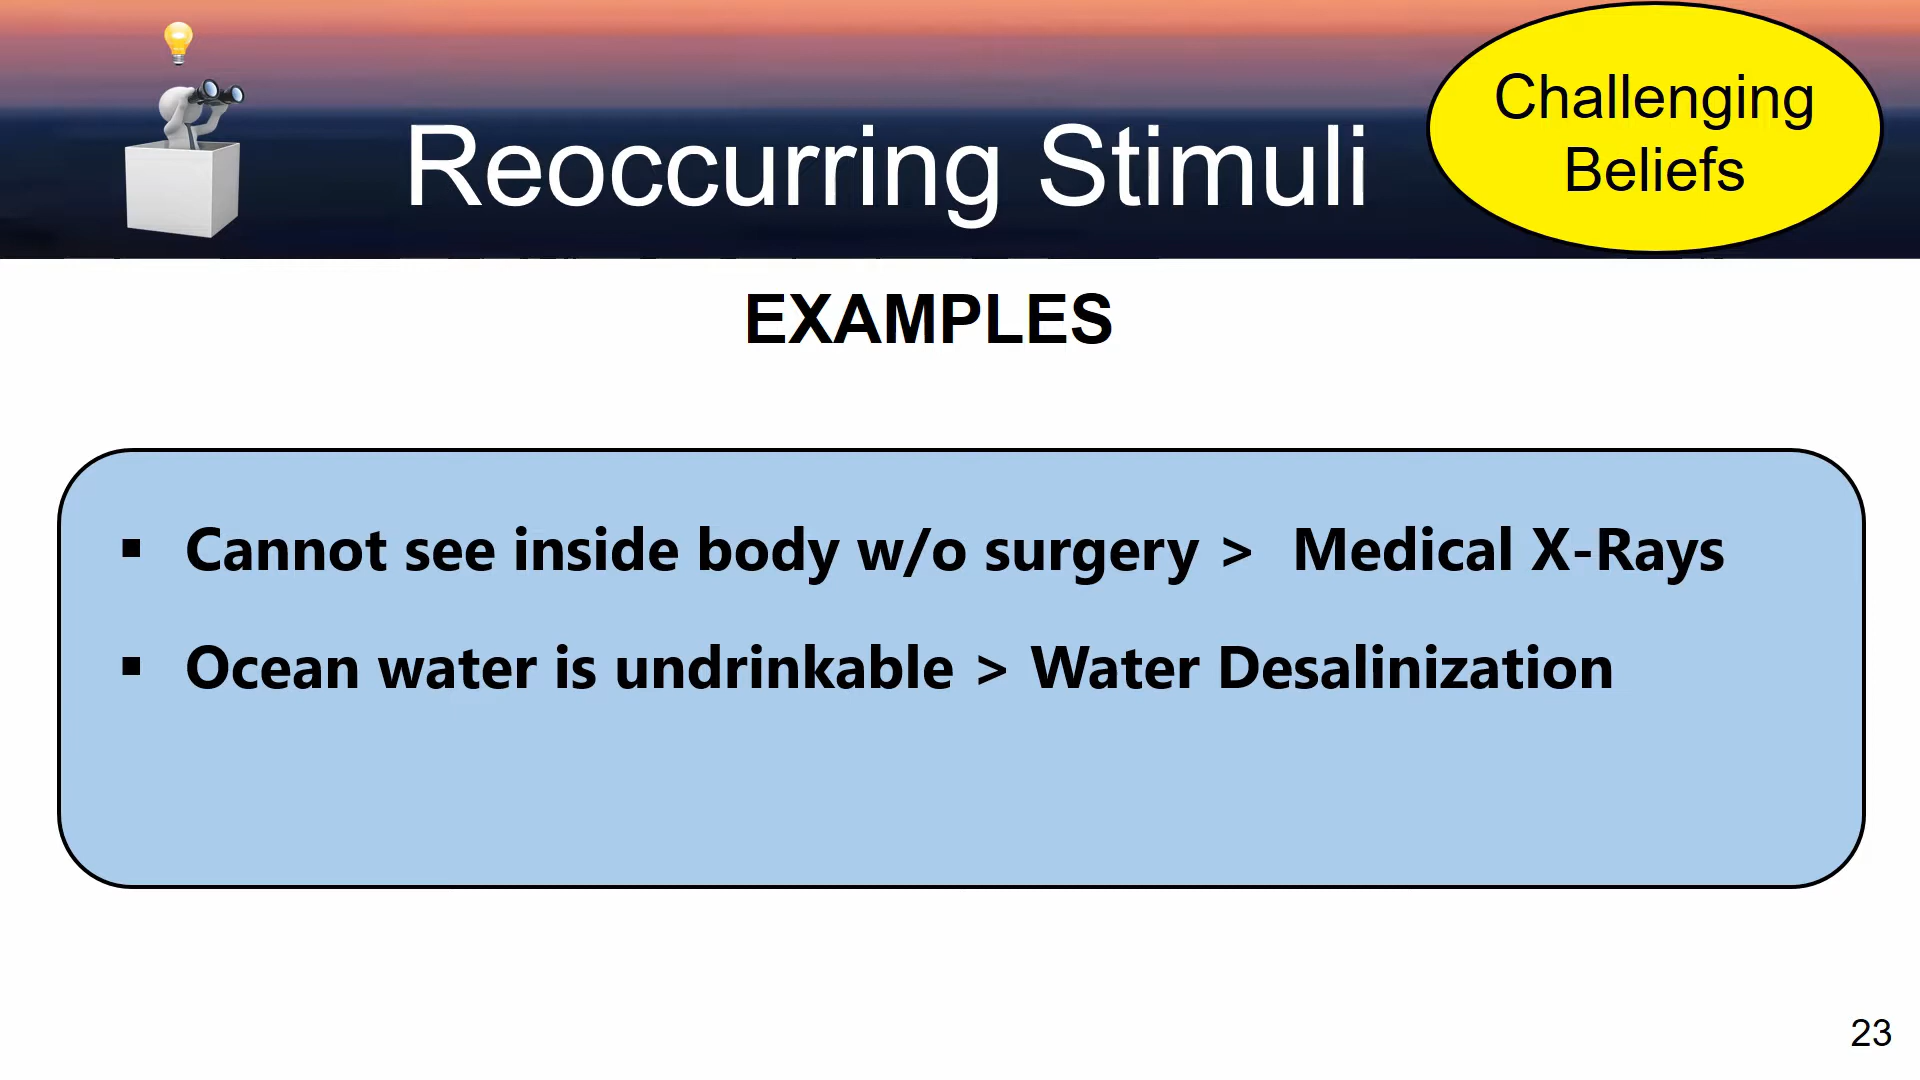 Reoccurring Stimuli
Challenging
Beliefs
EXAMPLES
▪ Cannot see inside body w/o surgery > Medical X-Rays
▪ Ocean water is undrinkable > Water Desalinization
23